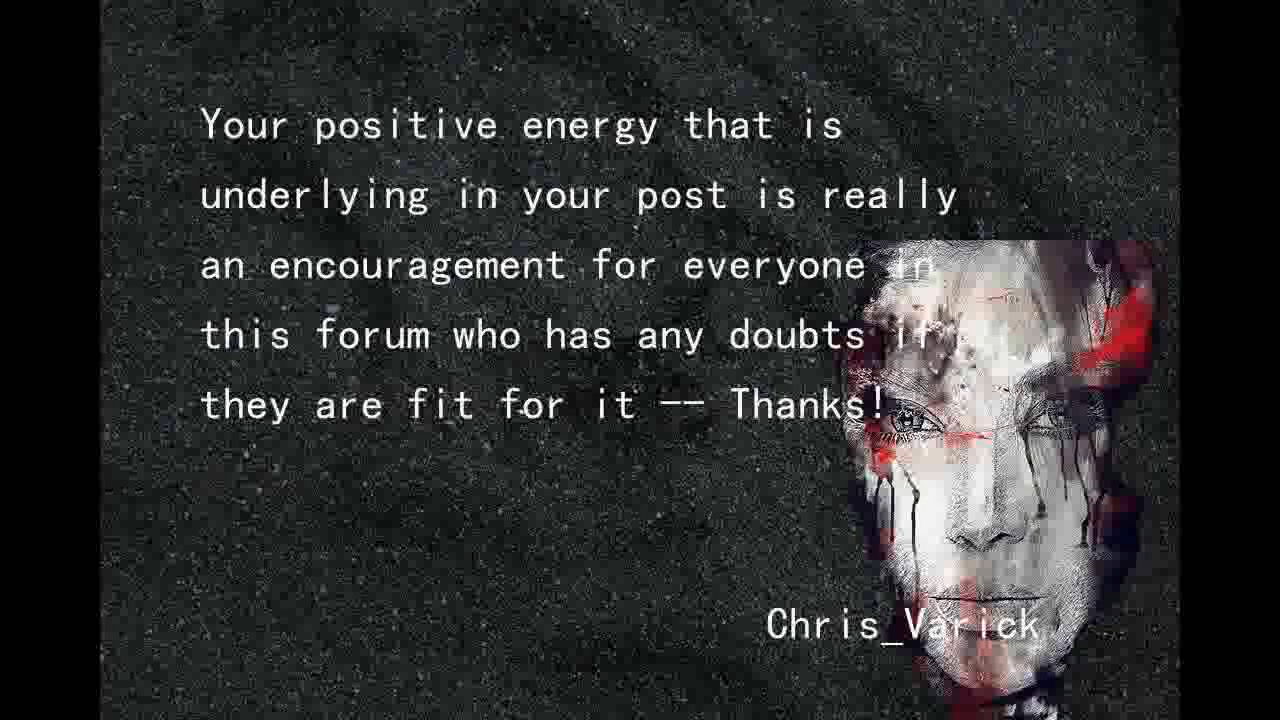 Your positive energy that is
underlying in your post is really
an encouragement for everyone in
this forum who has any doubts if
they are fit for it -- Thanks!
Chris_Varick